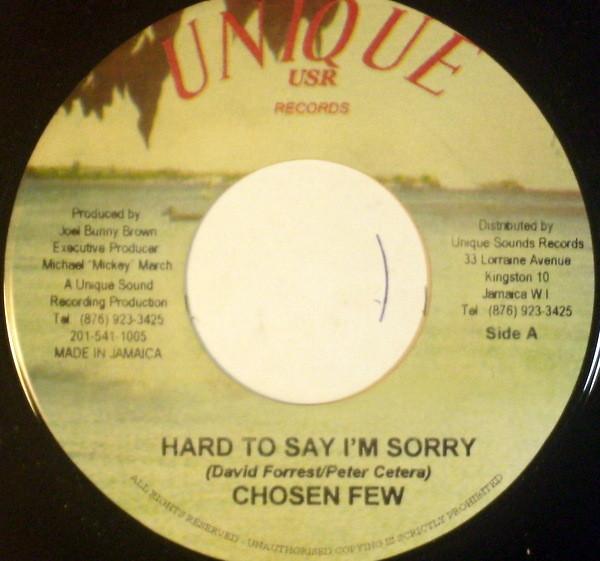 UNIQUE
USR
RECORDS
Produced by
Joel Bunny Brown
Executive Producer
Michael "Mickey" March
A Unique Sound
Recording Production
Tel (876) 923-3425
201-541-1005
MADE IN JAMAICA
Distributed by
Unique Sounds Records
33 Lorraine Avenue
Kingston 10
Jamaica W I
Tel (876) 923-3425
Side A
HARD TO SAY I'M SORRY
(David Forrest/Peter Cetera)
CHOSEN FEW
ALL RIGHTS RESERVED - UNAUTHORISED COPYING IS SCRICTLY PROHIBITED